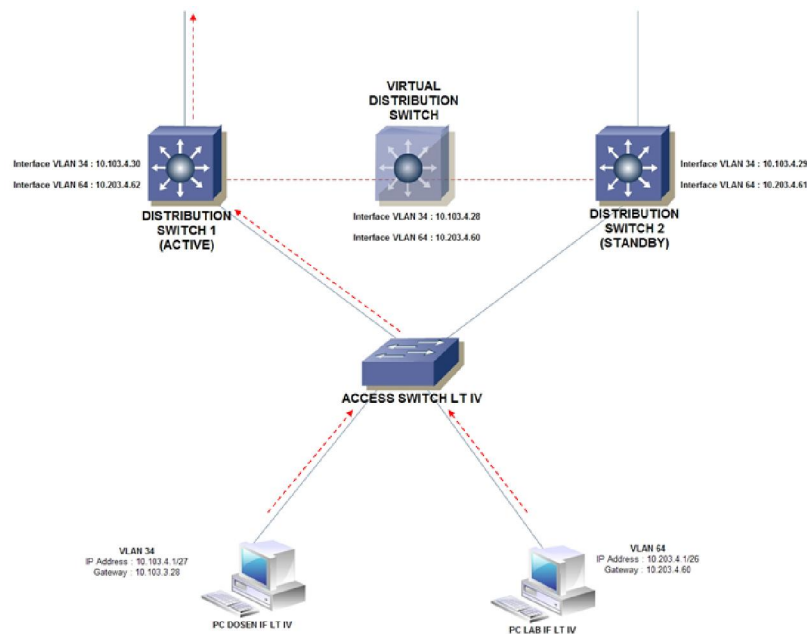 VIRTUAL
DISTRIBUTION
SWITCH
Interface VLAN 34 : 10.103.4.30
Interface VLAN 64 : 10.203.4.62
DISTRIBUTION
SWITCH 1
(ACTIVE)
Interface VLAN 34 : 10.103.4.28
Interface VLAN 64 : 10.203.4.60
Interface VLAN 34 : 10.103.4.29
Interface VLAN 64 : 10.203.4.61
DISTRIBUTION
SWITCH 2
(STANDBY)
ACCESS SWITCH LT IV
VLAN 34
IP Address : 10.103.4.1/27
Gateway : 10.103.3.28
PC DOSEN IF LT IV
VLAN 64
IP Address : 10.203.4.1/26
Gateway : 10.203.4.60
PC LAB IF LT IV